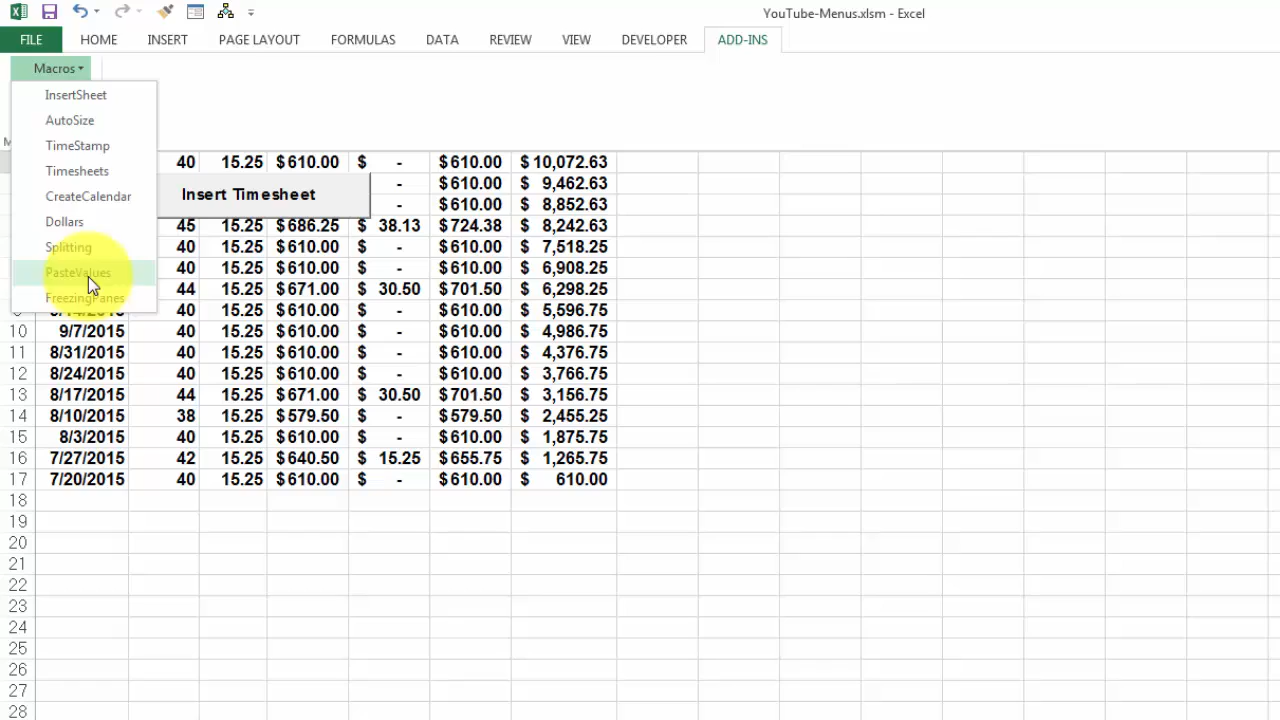 YouTube-Menus.xlsm - Excel
FILE HOME INSERT PAGE LAYOUT FORMULAS DATA REVIEW VIEW DEVELOPER ADD-INS
Macros
InsertSheet
AutoSize
TimeStamp
Timesheets
CreateCalendar
Dollars
Splitting
PasteValues
FreezingPanes
Insert Timesheet
40 15.25 $ 610.00 $ - $ 610.00 $ 10,072.63
- $ 610.00 $ 9,462.63
- $ 610.00 $ 8,852.63
45 15.25 $ 686.25 $ 38.13 $ 724.38 $ 8,242.63
40 15.25 $ 610.00 $ - $ 610.00 $ 7,518.25
40 15.25 $ 610.00 $ - $ 610.00 $ 6,908.25
44 15.25 $ 671.00 $ 30.50 $ 701.50 $ 6,298.25
40 15.25 $ 610.00 $ - $ 610.00 $ 5,596.75
10 9/7/2015 40 15.25 $ 610.00 $ - $ 610.00 $ 4,986.75
11 8/31/2015 40 15.25 $ 610.00 $ - $ 610.00 $ 4,376.75
12 8/24/2015 40 15.25 $ 610.00 $ - $ 610.00 $ 3,766.75
13 8/17/2015 44 15.25 $ 671.00 $ 30.50 $ 701.50 $ 3,156.75
14 8/10/2015 38 15.25 $ 579.50 $ - $ 579.50 $ 2,455.25
15 8/3/2015 40 15.25 $ 610.00 $ - $ 610.00 $ 1,875.75
16 7/27/2015 42 15.25 $ 640.50 $ 15.25 $ 655.75 $ 1,265.75
17 7/20/2015 40 15.25 $ 610.00 $ - $ 610.00 $ 610.00
18
19
20
21
22
23
24
25
26
27
28